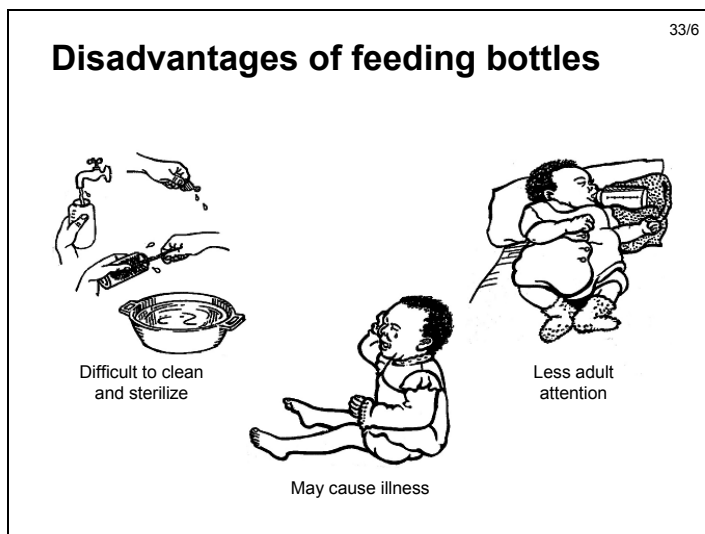 33/6
Disadvantages of feeding bottles
Difficult to clean
and sterilize
May cause illness
Less adult
attention